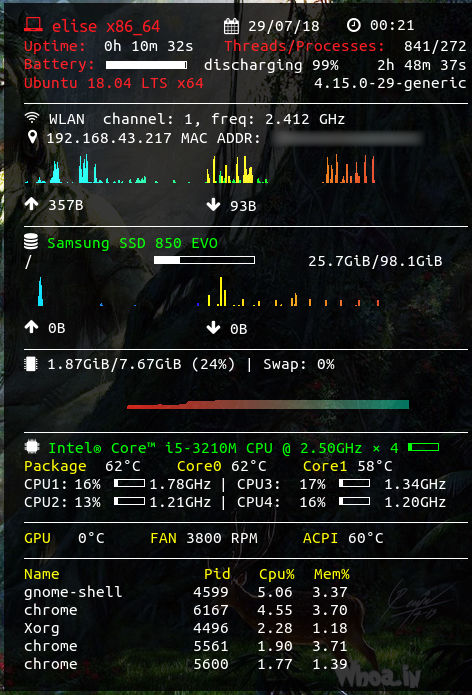 elise x86_64 29/07/18 00:21
Uptime: 0h 10m 32s Threads/Processes: 841/272
Battery: discharging 99% 2h 48m 37s
Ubuntu 18.04 LTS x64 4.15.0-29-generic
WLAN channel: 1, freq: 2.412 GHz
192.168.43.217 MAC ADDR:
357B 93B
Samsung SSD 850 EVO
/ 25.7GiB/98.1GiB
0B 0B
1.87GiB/7.67GiB (24%) | Swap: 0%
Intel® Core™ i5-3210M CPU @ 2.50GHz × 4
Package 62°C Core0 62°C Core1 58°C
CPU1: 16% 1.78GHz | CPU3: 17% 1.34GHz
CPU2: 13% 1.21GHz | CPU4: 16% 1.20GHz
GPU 0°C FAN 3800 RPM ACPI 60°C
Name Pid Cpu% Mem%
gnome-shell 4599 5.06 3.37
chrome 6167 4.55 3.70
Xorg 4496 2.28 1.18
chrome 5561 1.90 3.71
chrome 5600 1.77 1.39
Whoa.in